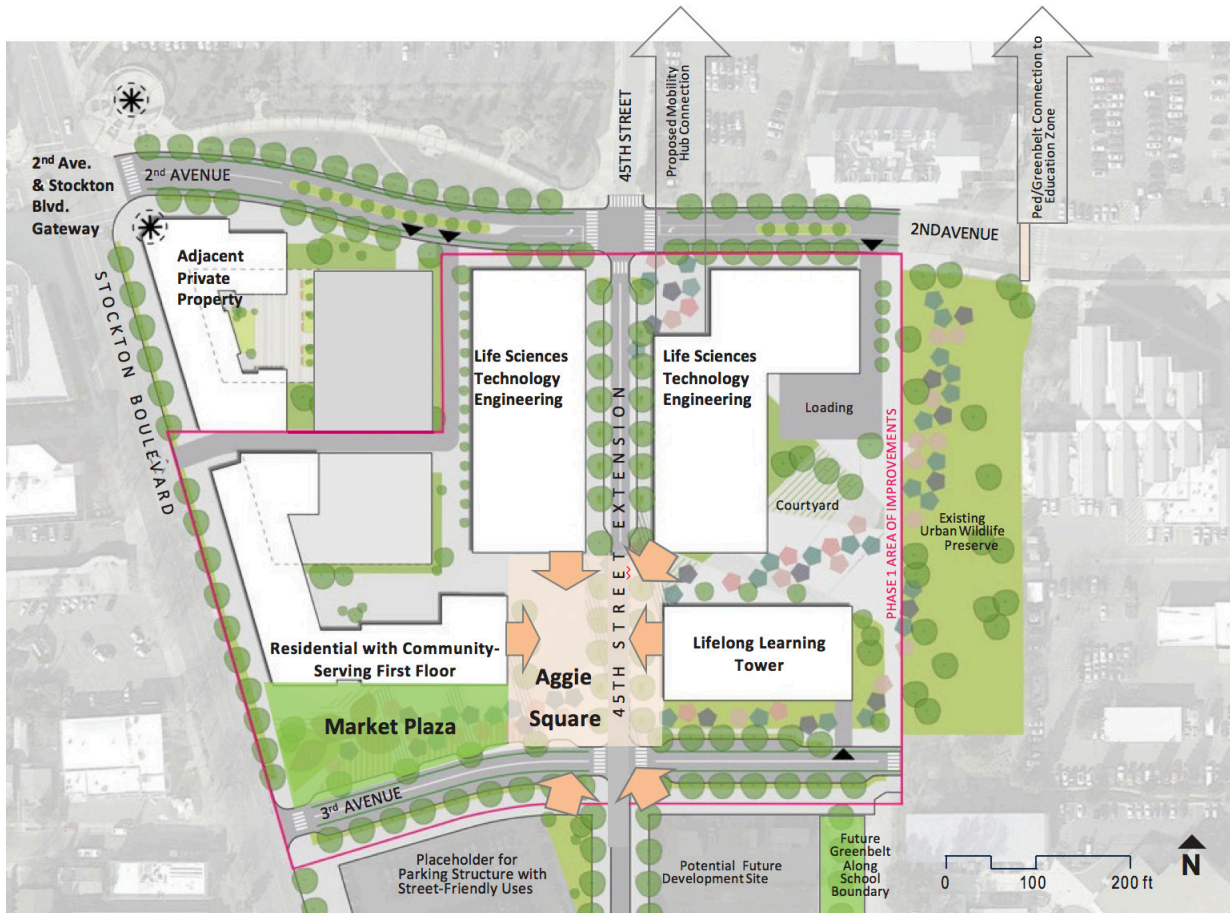 Proposed Mobility
Hub Connection
Ped/Greenbelt Connection to
Education Zone
45TH STREET
2nd Ave.
& Stockton
Blvd.
Gateway
2nd AVENUE
2NDAVENUE
STOCKTON BOULEVARD
Adjacent
Private
Property
Life Sciences
Technology
Engineering
Life Sciences
Technology
Engineering
Loading
45TH STREET EXTENSION
PHASE 1 AREA OF IMPROVEMENTS
Courtyard
Existing
Urban Wildlife
Preserve
Residential with Community-
Serving First Floor
Aggie
Square
Lifelong Learning
Tower
Market Plaza
3rd AVENUE
Placeholder for
Parking Structure with
Street-Friendly Uses
Potential Future
Development Site
Future
Greenbelt
Along
School
Boundary
0 100 200 ft
N